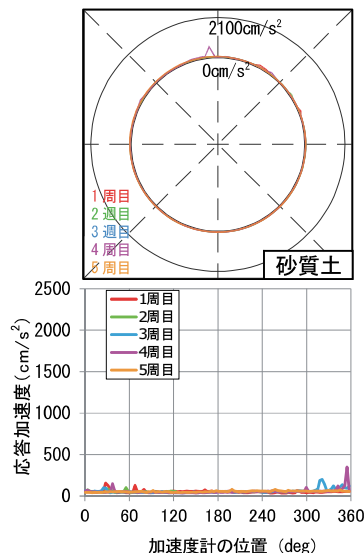 2100cm/s²
0cm/s²
1 周目
2 週目
3 週目
4 周目
5 周目
砂質土
応答加速度(cm/s²)
2500
2000
1500
1000
500
0
1周目
2周目
3周目
4周目
5周目
0 60 120 180 240 300 360
加速度計の位置 (deg)